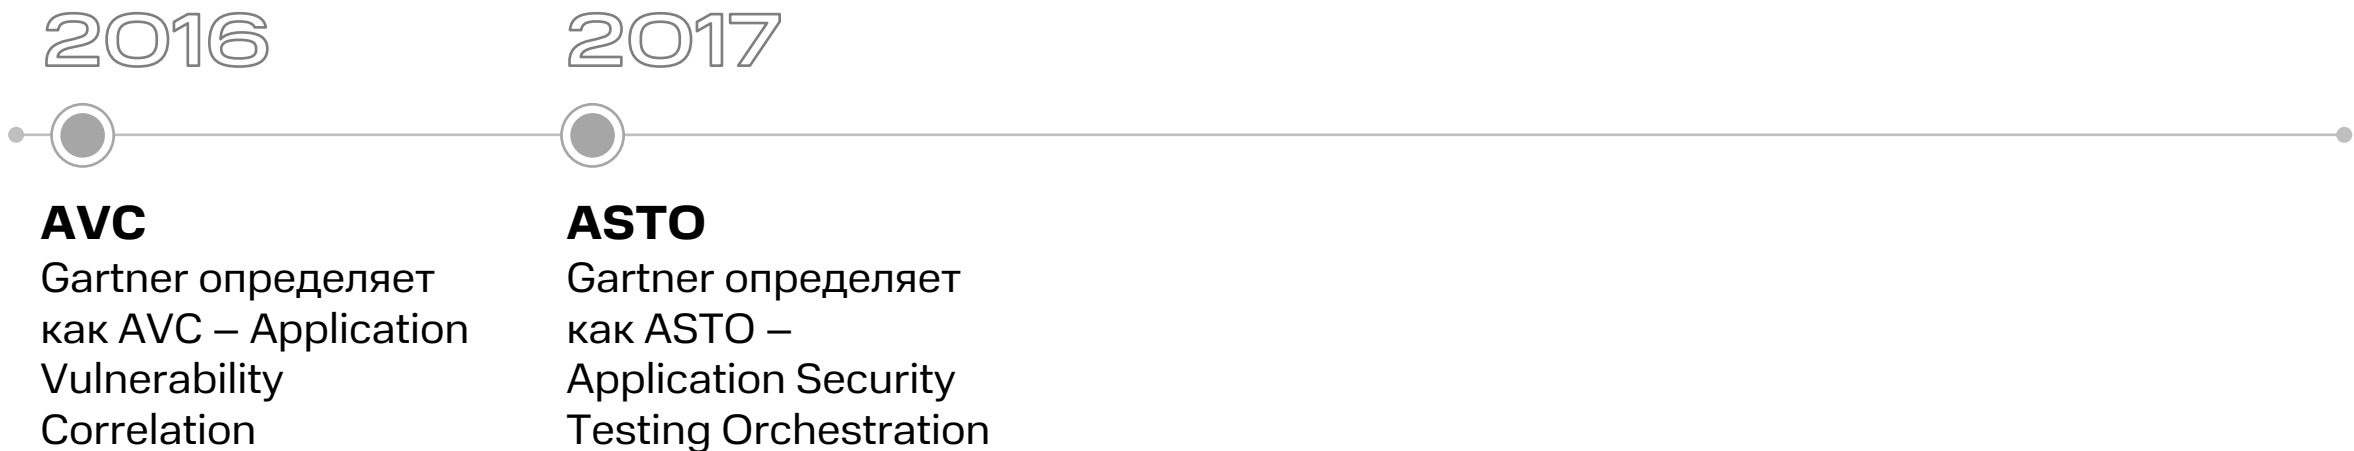 2016
2017
AVC
Gartner определяет
как AVC – Application
Vulnerability
Correlation
ASTO
Gartner определяет
как ASTO –
Application Security
Testing Orchestration